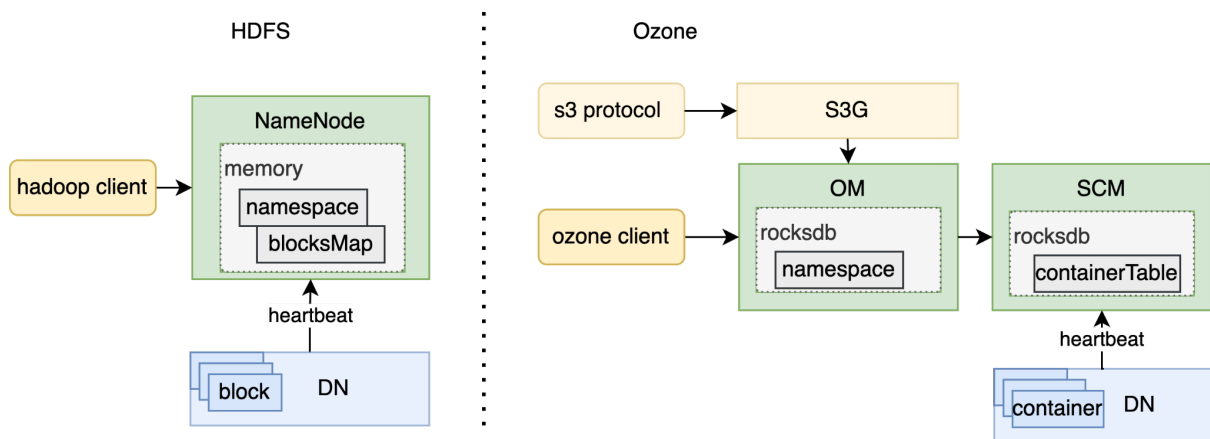 HDFS
NameNode
memory
namespace
blocksMap
hadoop client
heartbeat
block
DN
Ozone
s3 protocol
S3G
OM
SCM
ozone client
rocksdb
namespace
rocksdb
containerTable
heartbeat
container
DN